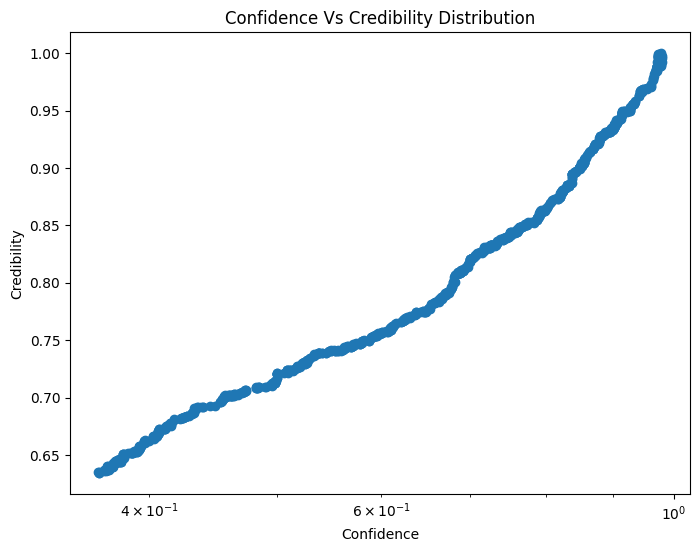 Confidence Vs Credibility Distribution
1.00
0.95
0.90
0.85
0.80
0.75
0.70
0.65
Credibility
4 × 10⁻¹
6 × 10⁻¹
10⁰
Confidence